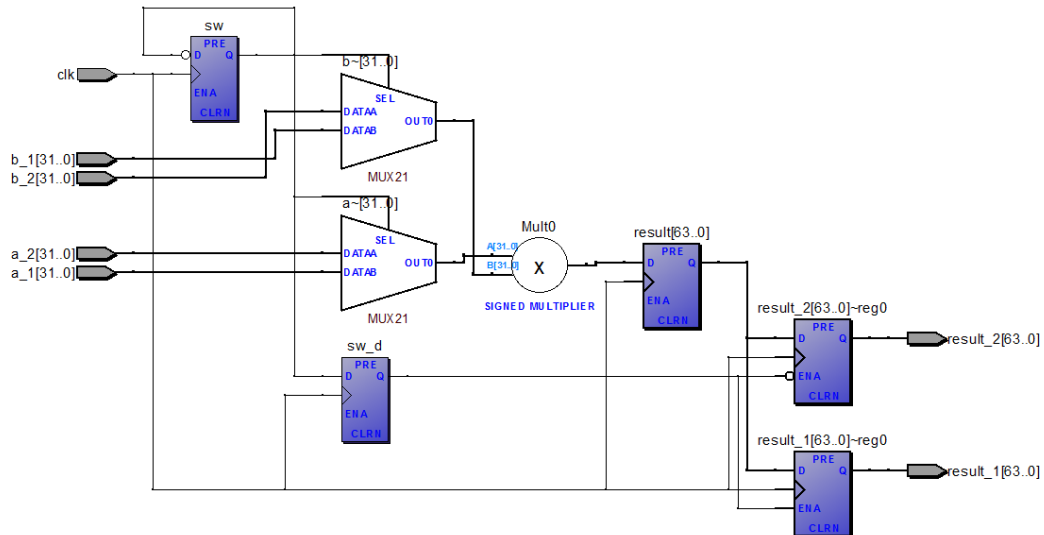 sw
PRE
D Q
ENA
CLRN
clk
b~[31..0]
SEL
DATAA
OUT0
DATAB
MUX21
b_1[31..0]
b_2[31..0]
a~[31..0]
SEL
DATAA
OUT0
DATAB
MUX21
a_2[31..0]
a_1[31..0]
Mult0
A[31..0]
B[31..0]
X
SIGNED MULTIPLIER
result[63..0]
PRE
D Q
ENA
CLRN
sw_d
PRE
D Q
ENA
CLRN
result_2[63..0]~reg0
PRE
D Q
ENA
CLRN
result_2[63..0]
result_1[63..0]~reg0
PRE
D Q
ENA
CLRN
result_1[63..0]